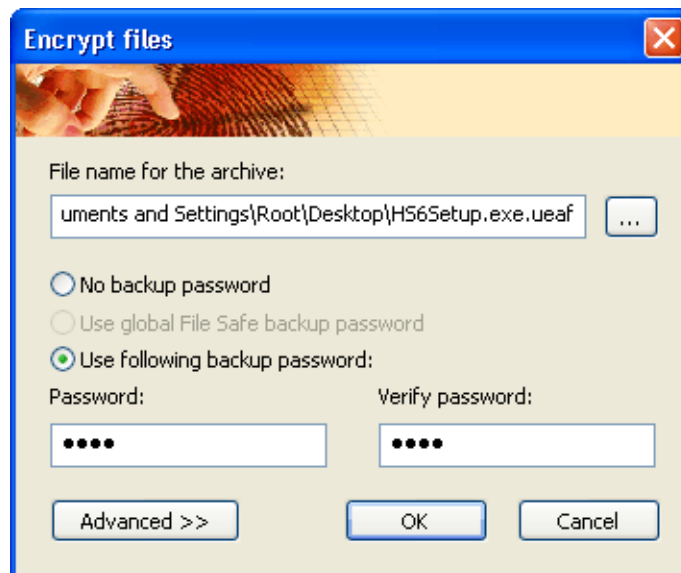 Encrypt files
File name for the archive:
uments and Settings\Root\Desktop\HS6Setup.exe.ueaf
...
No backup password
Use global File Safe backup password
Use following backup password:
Password: Verify password:
•••• ••••
Advanced >> OK Cancel